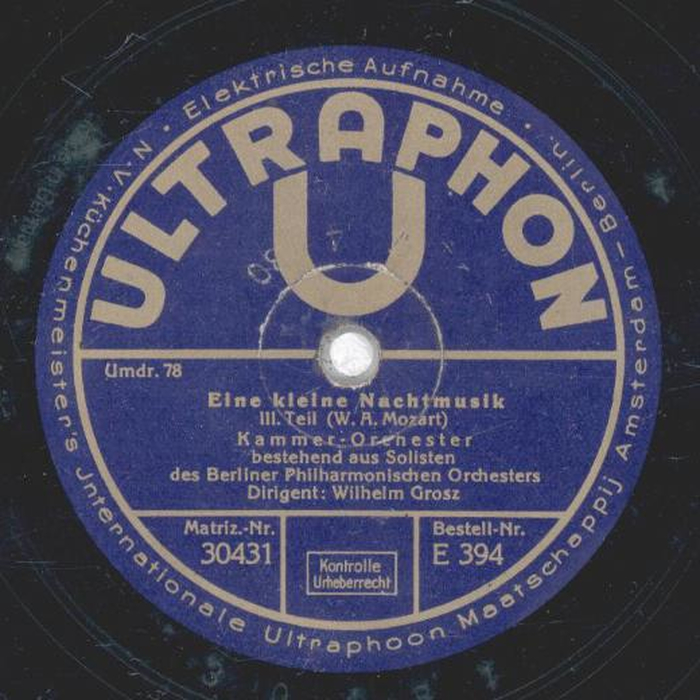 Elektrische Aufnahme
N.V. Küchenmeister's Jnternationale Ultraphoon Maatschappij Amsterdam – Berlin.
ULTRAPHON
U
Umdr. 78
Eine kleine Nachtmusik
III. Teil (W. A. Mozart)
Kammer-Orchester
bestehend aus Solisten
des Berliner Philharmonischen Orchesters
Dirigent: Wilhelm Grosz
Matriz.-Nr.
30431
Kontrolle
Urheberrecht
Bestell-Nr.
E 394